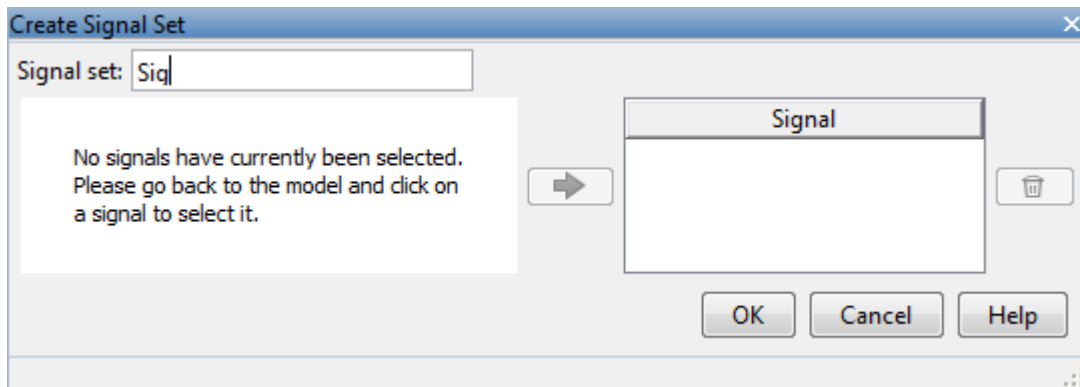 Create Signal Set
Signal set: Sig
No signals have currently been selected.
Please go back to the model and click on
a signal to select it.
Signal
OK Cancel Help